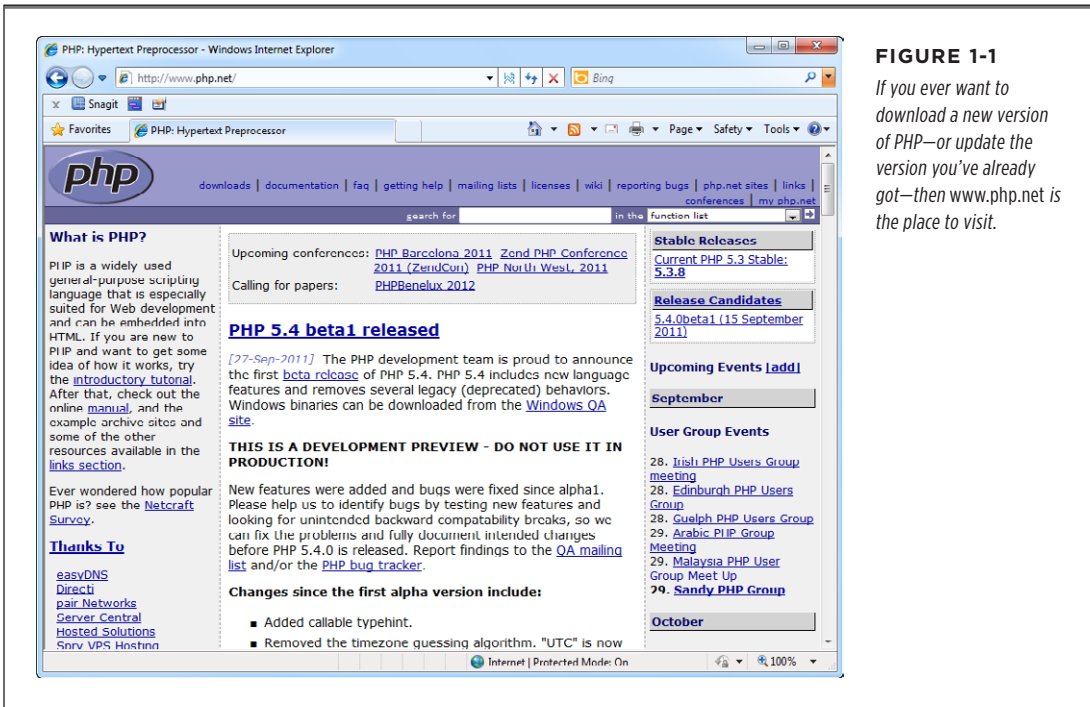 PHP: Hypertext Preprocessor - Windows Internet Explorer
http://www.php.net/
Bing
x Snagit
Favorites
PHP: Hypertext Preprocessor
Page
Safety
Tools
php
downloads | documentation | faq | getting help | mailing lists | licenses | wiki | reporting bugs | php.net sites | links |
conferences | my php.net
search for
in the
function list
What is PHP?
PHP is a widely used
general-purpose scripting
language that is especially
suited for Web development
and can be embedded into
HTML. If you are new to
PHP and want to get some
idea of how it works, try
the introductory tutorial.
After that, check out the
online manual, and the
example archive sites and
some of the other
resources available in the
links section.
Ever wondered how popular
PHP is? see the Netcraft
Survey.
Thanks To
easyDNS
Directi
pair Networks
Server Central
Hosted Solutions
Spry VPS Hosting
Upcoming conferences: PHP Barcelona 2011 Zend PHP Conference
2011 (ZendCon) PHP North West, 2011
Calling for papers: PHPBenelux 2012
PHP 5.4 beta1 released
[27-Sep-2011] The PHP development team is proud to announce
the first beta release of PHP 5.4. PHP 5.4 includes new language
features and removes several legacy (deprecated) behaviors.
Windows binaries can be downloaded from the Windows QA
site.
THIS IS A DEVELOPMENT PREVIEW - DO NOT USE IT IN
PRODUCTION!
New features were added and bugs were fixed since alpha1.
Please help us to identify bugs by testing new features and
looking for unintended backward compatability breaks, so we
can fix the problems and fully document intended changes
before PHP 5.4.0 is released. Report findings to the QA mailing
list and/or the PHP bug tracker.
Changes since the first alpha version include:
■ Added callable typehint.
■ Removed the timezone guessing algorithm. "UTC" is now
Stable Releases
Current PHP 5.3 Stable:
5.3.8
Release Candidates
5.4.0beta1 (15 September
2011)
Upcoming Events [add]
September
User Group Events
28. Irish PHP Users Group
meeting
28. Edinburgh PHP Users
Group
28. Guelph PHP Users Group
29. Arabic PHP Group
Meeting
29. Malaysia PHP User
Group Meet Up
29. Sandy PHP Group
October
Internet | Protected Mode: On
100%
FIGURE 1-1
If you ever want to
download a new version
of PHP—or update the
version you've already
got—then www.php.net is
the place to visit.